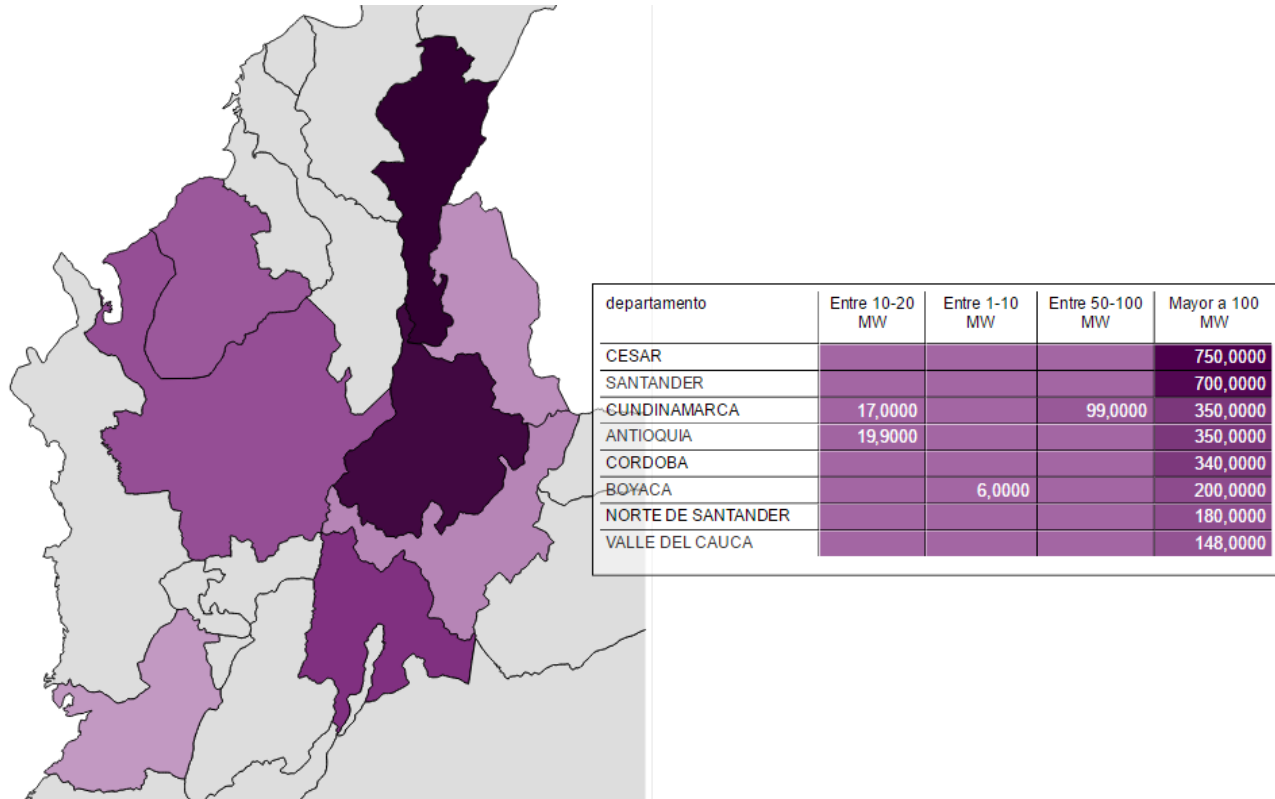 departamento Entre 10-20 MW Entre 1-10 MW Entre 50-100 MW Mayor a 100 MW
CESAR 750,0000
SANTANDER 700,0000
CUNDINAMARCA 17,0000 99,0000 350,0000
ANTIOQUIA 19,9000 350,0000
CORDOBA 340,0000
BOYACA 6,0000 200,0000
NORTE DE SANTANDER 180,0000
VALLE DEL CAUCA 148,0000